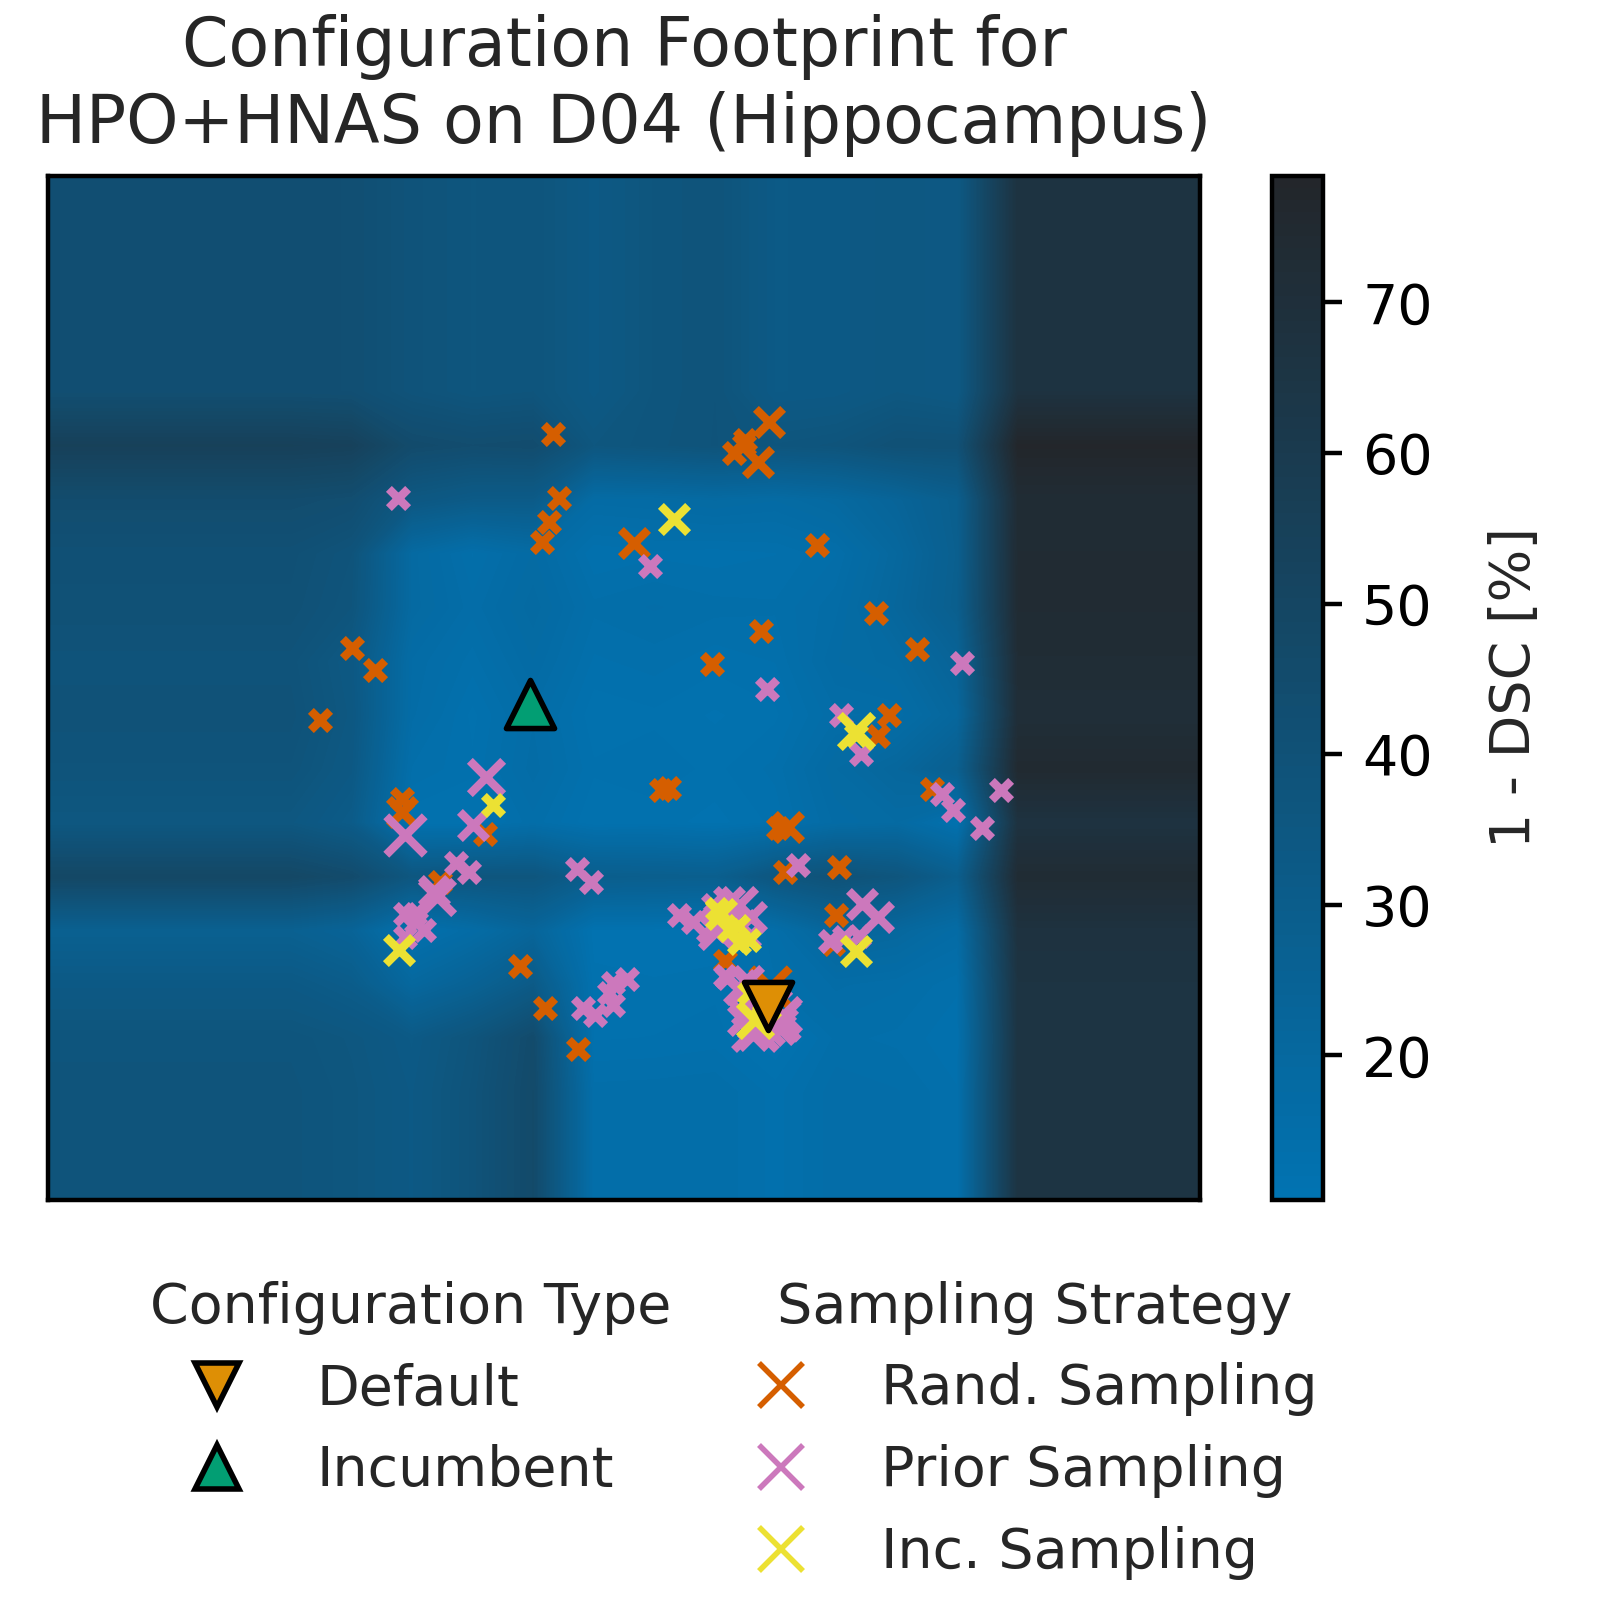 Configuration Footprint for
HPO+HNAS on D04 (Hippocampus)
70
60
50
40
30
20
1 - DSC [%]
Configuration Type
Default
Incumbent
Sampling Strategy
Rand. Sampling
Prior Sampling
Inc. Sampling